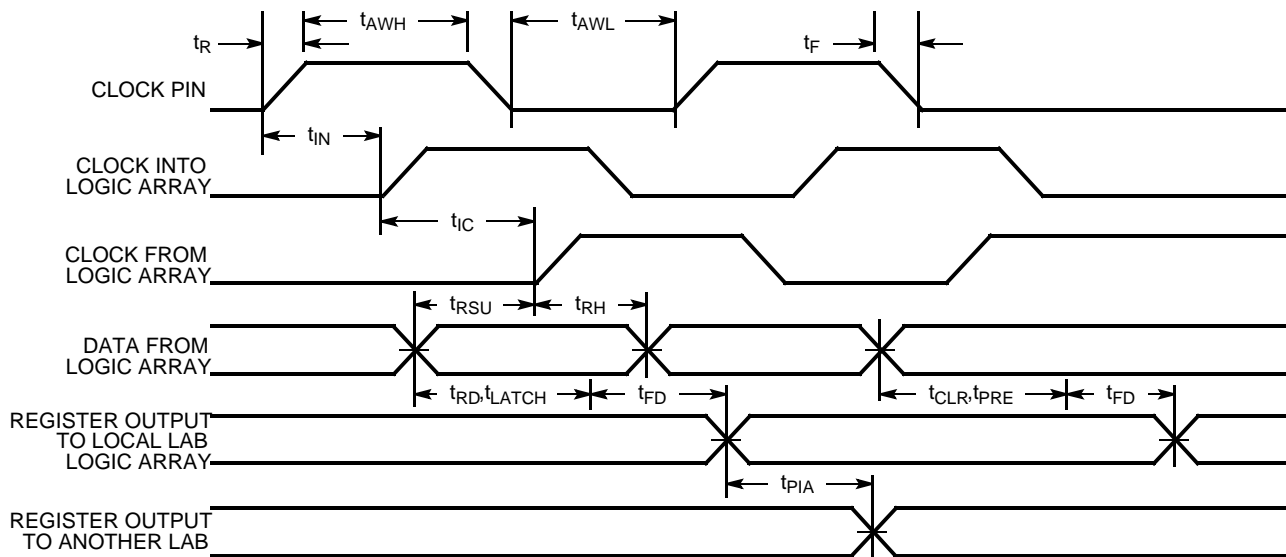 tAWH
tAWL
tR
tF
CLOCK PIN
tIN
CLOCK INTO
LOGIC ARRAY
tIC
CLOCK FROM
LOGIC ARRAY
tRSU
tRH
DATA FROM
LOGIC ARRAY
tRD,tLATCH
tFD
tCLR,tPRE
tFD
REGISTER OUTPUT
TO LOCAL LAB
LOGIC ARRAY
tPIA
REGISTER OUTPUT
TO ANOTHER LAB